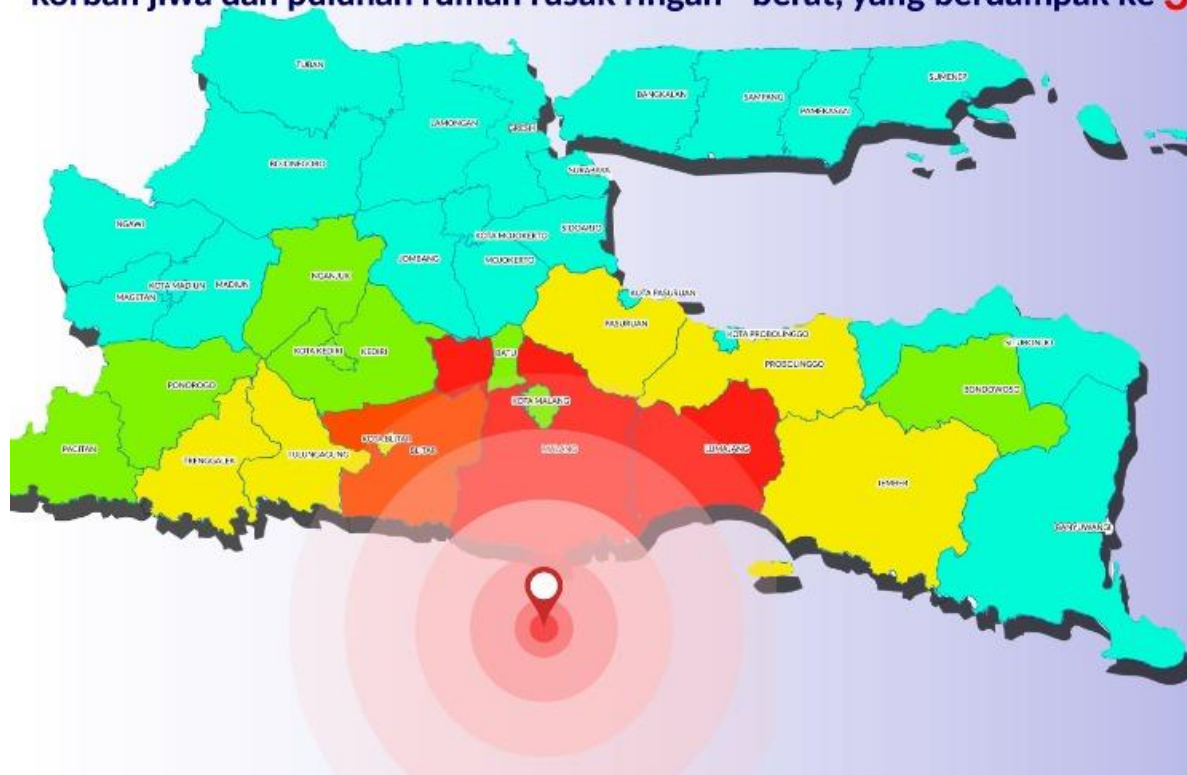 korban jiwa dan puluhan rumah rusak ringan - berat, yang berdampak ke
TUBAN
SUMENEP
BANGKALAN
SAMPANG
PAMEKASAN
LAMONGAN
GRESIK
BOJONEGORO
SURABAYA
NGAWI
SIDOARJO
KOTA MOJOKERTO
JOMBANG
MOJOKERTO
NGANJUK
KOTA MADIUN
MADIUN
MAGETAN
KOTA PASURUAN
PASURUAN
KOTA PROBOLINGGO
SITUBONDO
KOTA KEDIRI
KEDIRI
BATU
PROBOLINGGO
PONOROGO
BONDOWOSO
KOTA MALANG
KOTA BLITAR
BLITAR
MALANG
LUMAJANG
PACITAN
TRENGGALEK
TULUNGAGUNG
JEMBER
BANYUWANGI